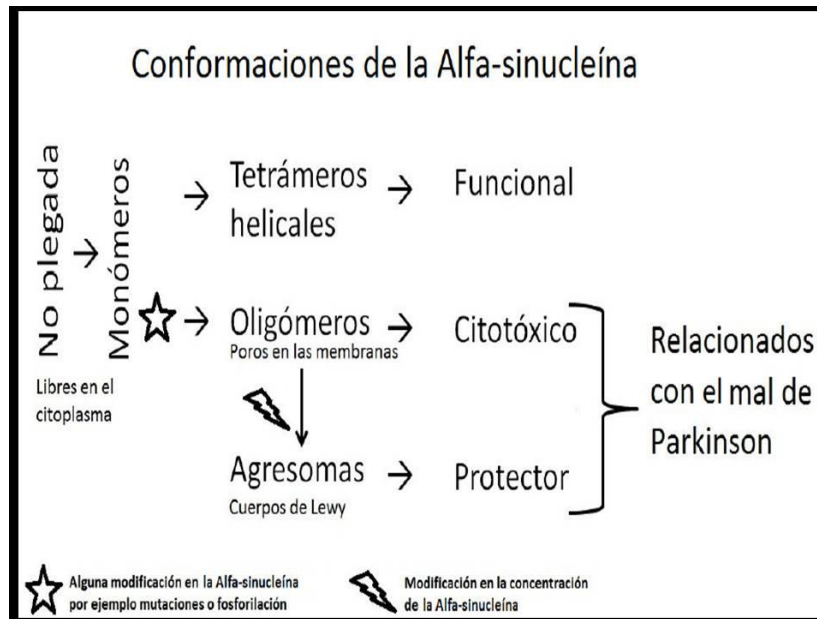 Conformaciones de la Alfa-sinucleína
No plegada
Libres en el
citoplasma
Monómeros
Tetrámeros
helicales
Funcional
Oligómeros
Poros en las membranas
Citotóxico
Agresomas
Cuerpos de Lewy
Protector
Relacionados
con el mal de
Parkinson
Alguna modificación en la Alfa-sinucleína
por ejemplo mutaciones o fosforilación
Modificación en la concentración
de la Alfa-sinucleína